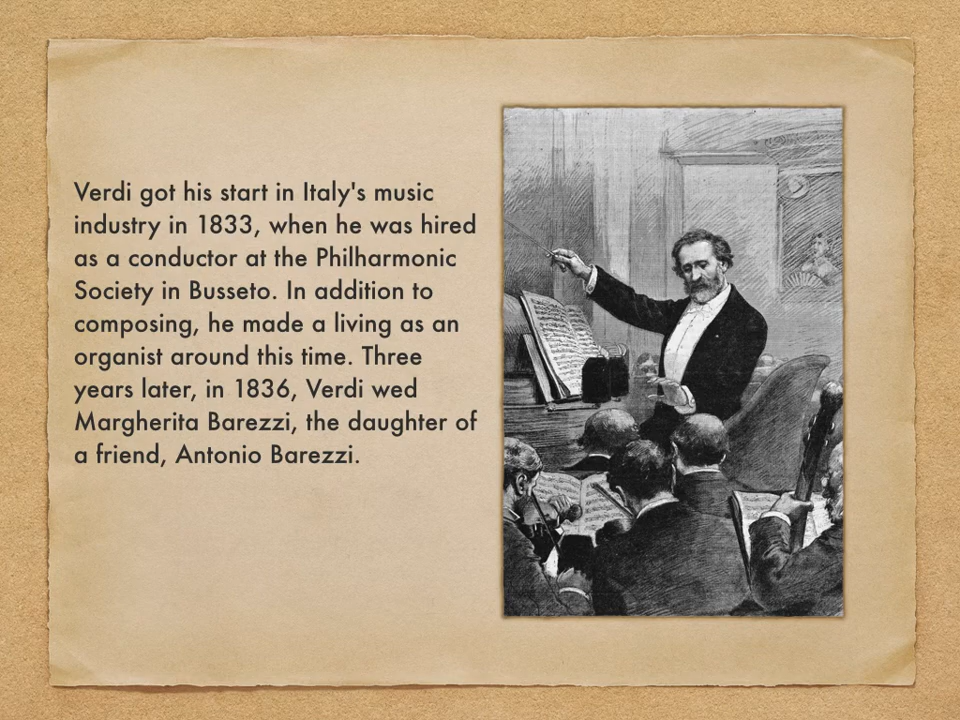 Verdi got his start in Italy's music
industry in 1833, when he was hired
as a conductor at the Philharmonic
Society in Busseto. In addition to
composing, he made a living as an
organist around this time. Three
years later, in 1836, Verdi wed
Margherita Barezzi, the daughter of
a friend, Antonio Barezzi.